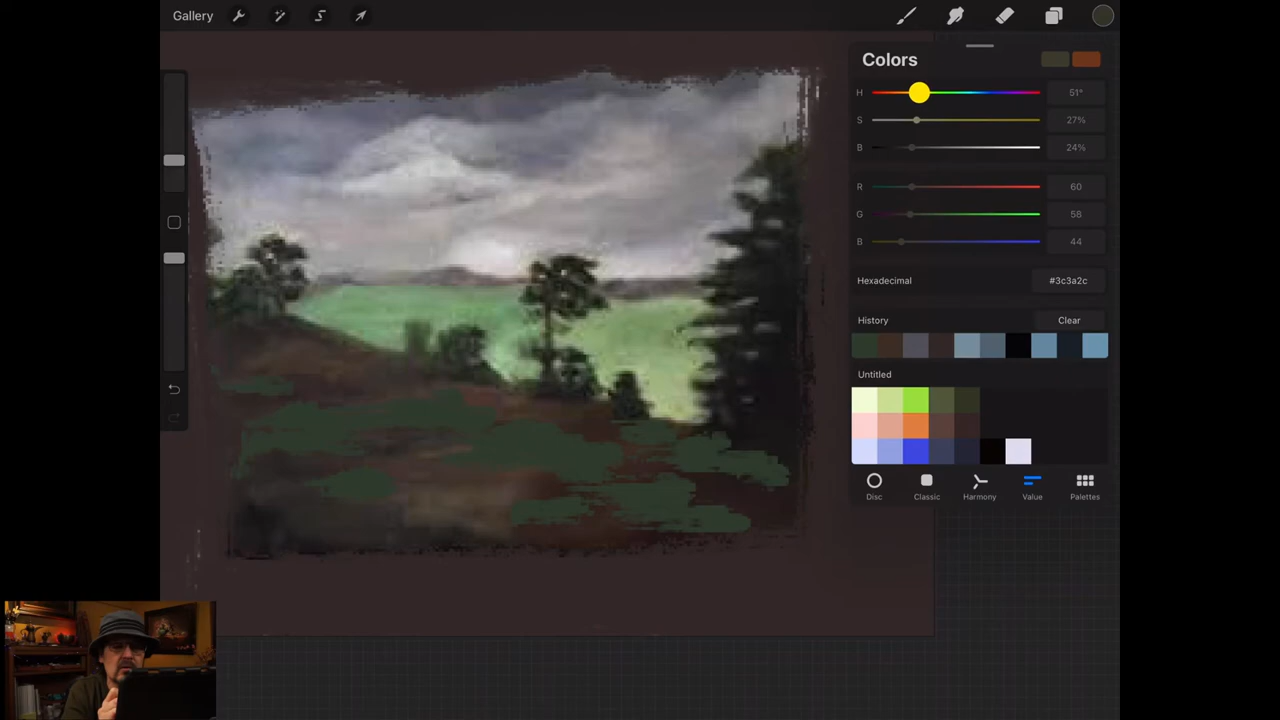 Gallery
Colors
H 51°
S 27%
B 24%
R 60
G 58
B 44
Hexadecimal #3c3a2c
History Clear
Untitled
Disc Classic Harmony Value Palettes